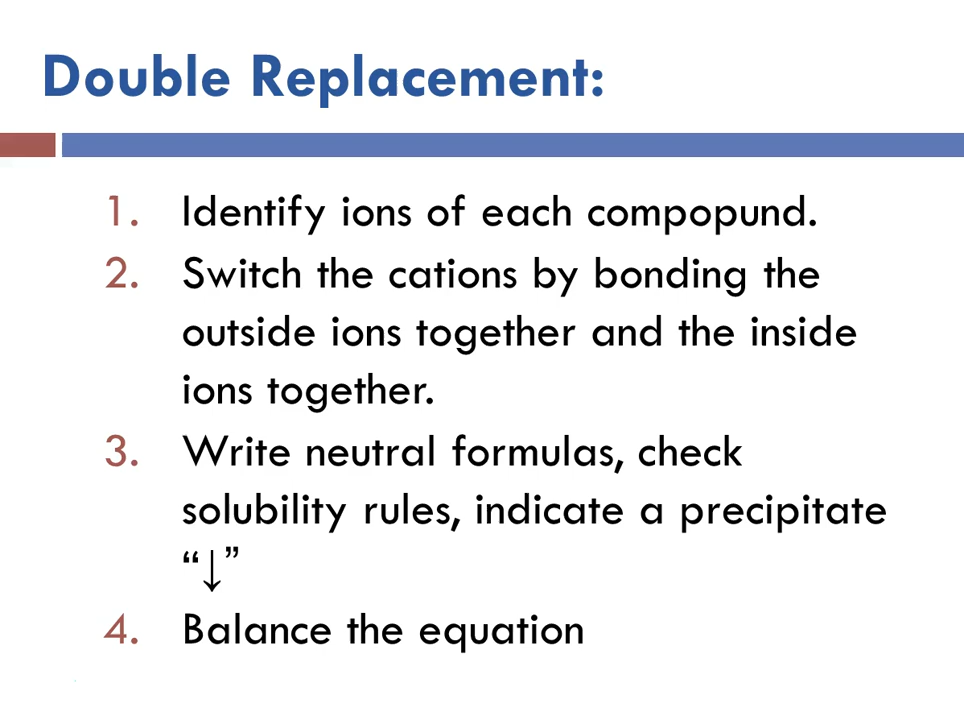 Double Replacement:
1. Identify ions of each compopund.
2. Switch the cations by bonding the
outside ions together and the inside
ions together.
3. Write neutral formulas, check
solubility rules, indicate a precipitate
“↓”
4. Balance the equation